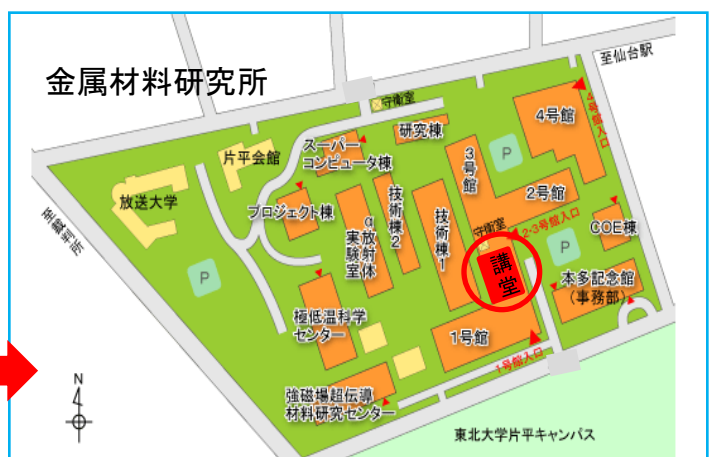 金属材料研究所
至仙台駅
守衛室
4号館
4号館入口
研究棟
スーパー
コンピュータ棟
片平会館
3号館
P
放送大学
2号館
技術棟2
技術棟1
プロジェクト棟
α放射体
実験室
守衛室
2・3号館入口
COE棟
至裁判所
P
講堂
P
本多記念館
(事務部)
極低温科学
センター
1号館
1号館入口
N
強磁場超伝導
材料研究センター
東北大学片平キャンパス